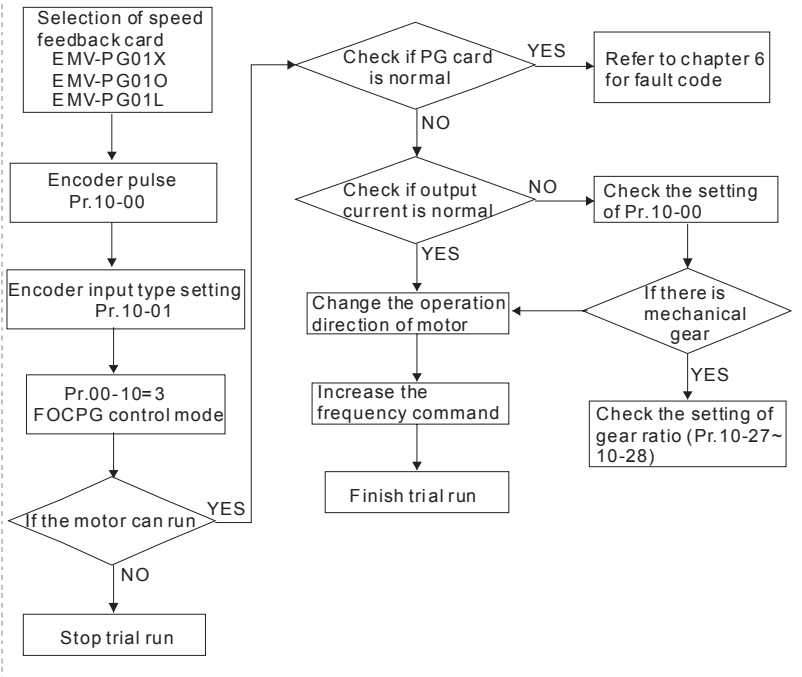 Selection of speed
feedback card
EMV-PG01X
EMV-PG01O
EMV-PG01L
Encoder pulse
Pr.10-00
Encoder input type setting
Pr.10-01
Pr.00-10=3
FOCPG control mode
If the motor can run
YES
NO
Stop trial run
Check if PG card
is normal
YES
Refer to chapter 6
for fault code
NO
Check if output
current is normal
NO
Check the setting
of Pr.10-00
YES
If there is
mechanical
gear
Change the operation
direction of motor
YES
Increase the
frequency command
Check the setting of
gear ratio (Pr.10-27~
10-28)
Finish trial run